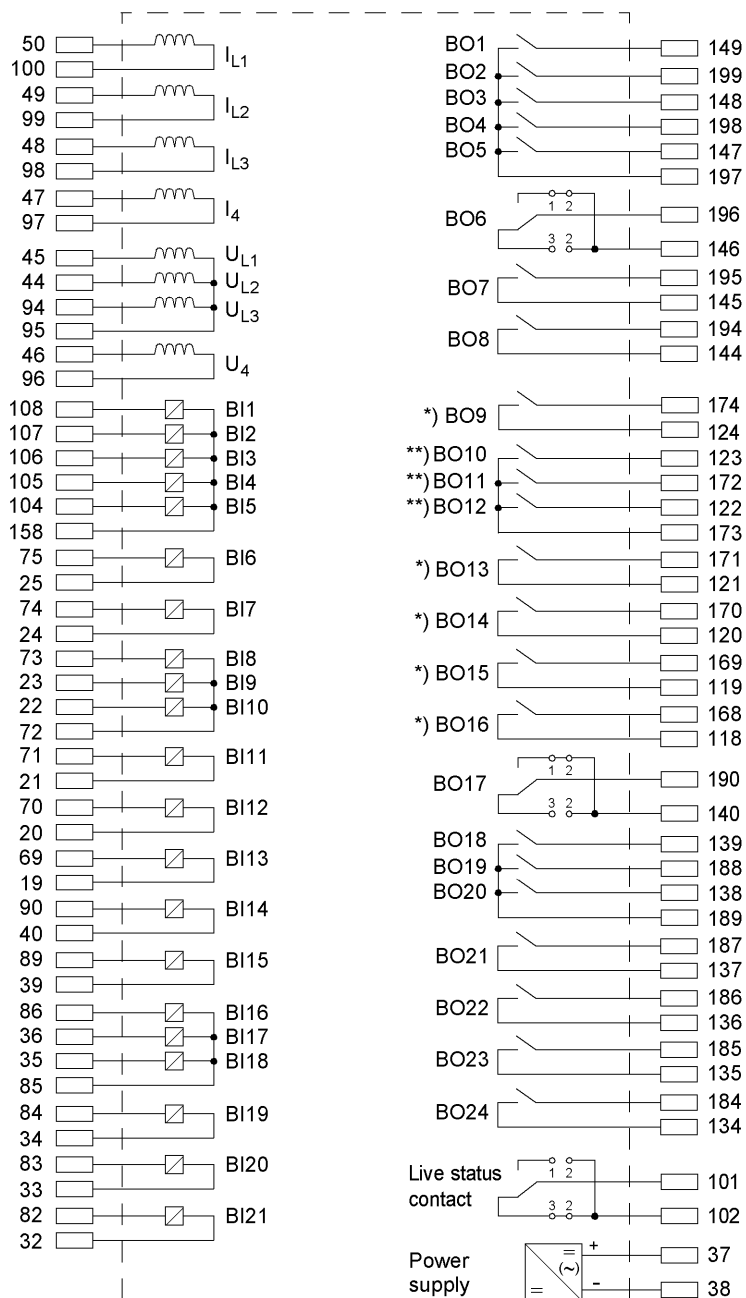 50
100
I L1
49
99
I L2
48
98
I L3
47
97
I 4
45
U L1
44
U L2
94
U L3
95
46
96
U 4
108 BI1
107 BI2
106 BI3
105 BI4
104 BI5
158
75 BI6
25
74 BI7
24
73 BI8
23 BI9
22 BI10
72
71 BI11
21
70 BI12
20
69 BI13
19
90 BI14
40
89 BI15
39
86 BI16
36 BI17
35 BI18
85
84 BI19
34
83 BI20
33
82 BI21
32
BO1 149
BO2 199
BO3 148
BO4 198
BO5 147
197
1 2
BO6 196
3 2
146
195
BO7
145
194
BO8
144
174
*) BO9
124
**) BO10 123
**) BO11 172
**) BO12 122
173
171
*) BO13
121
170
*) BO14
120
169
*) BO15
119
168
*) BO16
118
1 2
BO17 190
3 2
140
BO18 139
BO19 188
BO20 138
189
187
BO21
137
186
BO22
136
185
BO23
135
184
BO24
134
1 2
Live status 101
contact
3 2
102
Power = + 37
supply (~)
= - 38